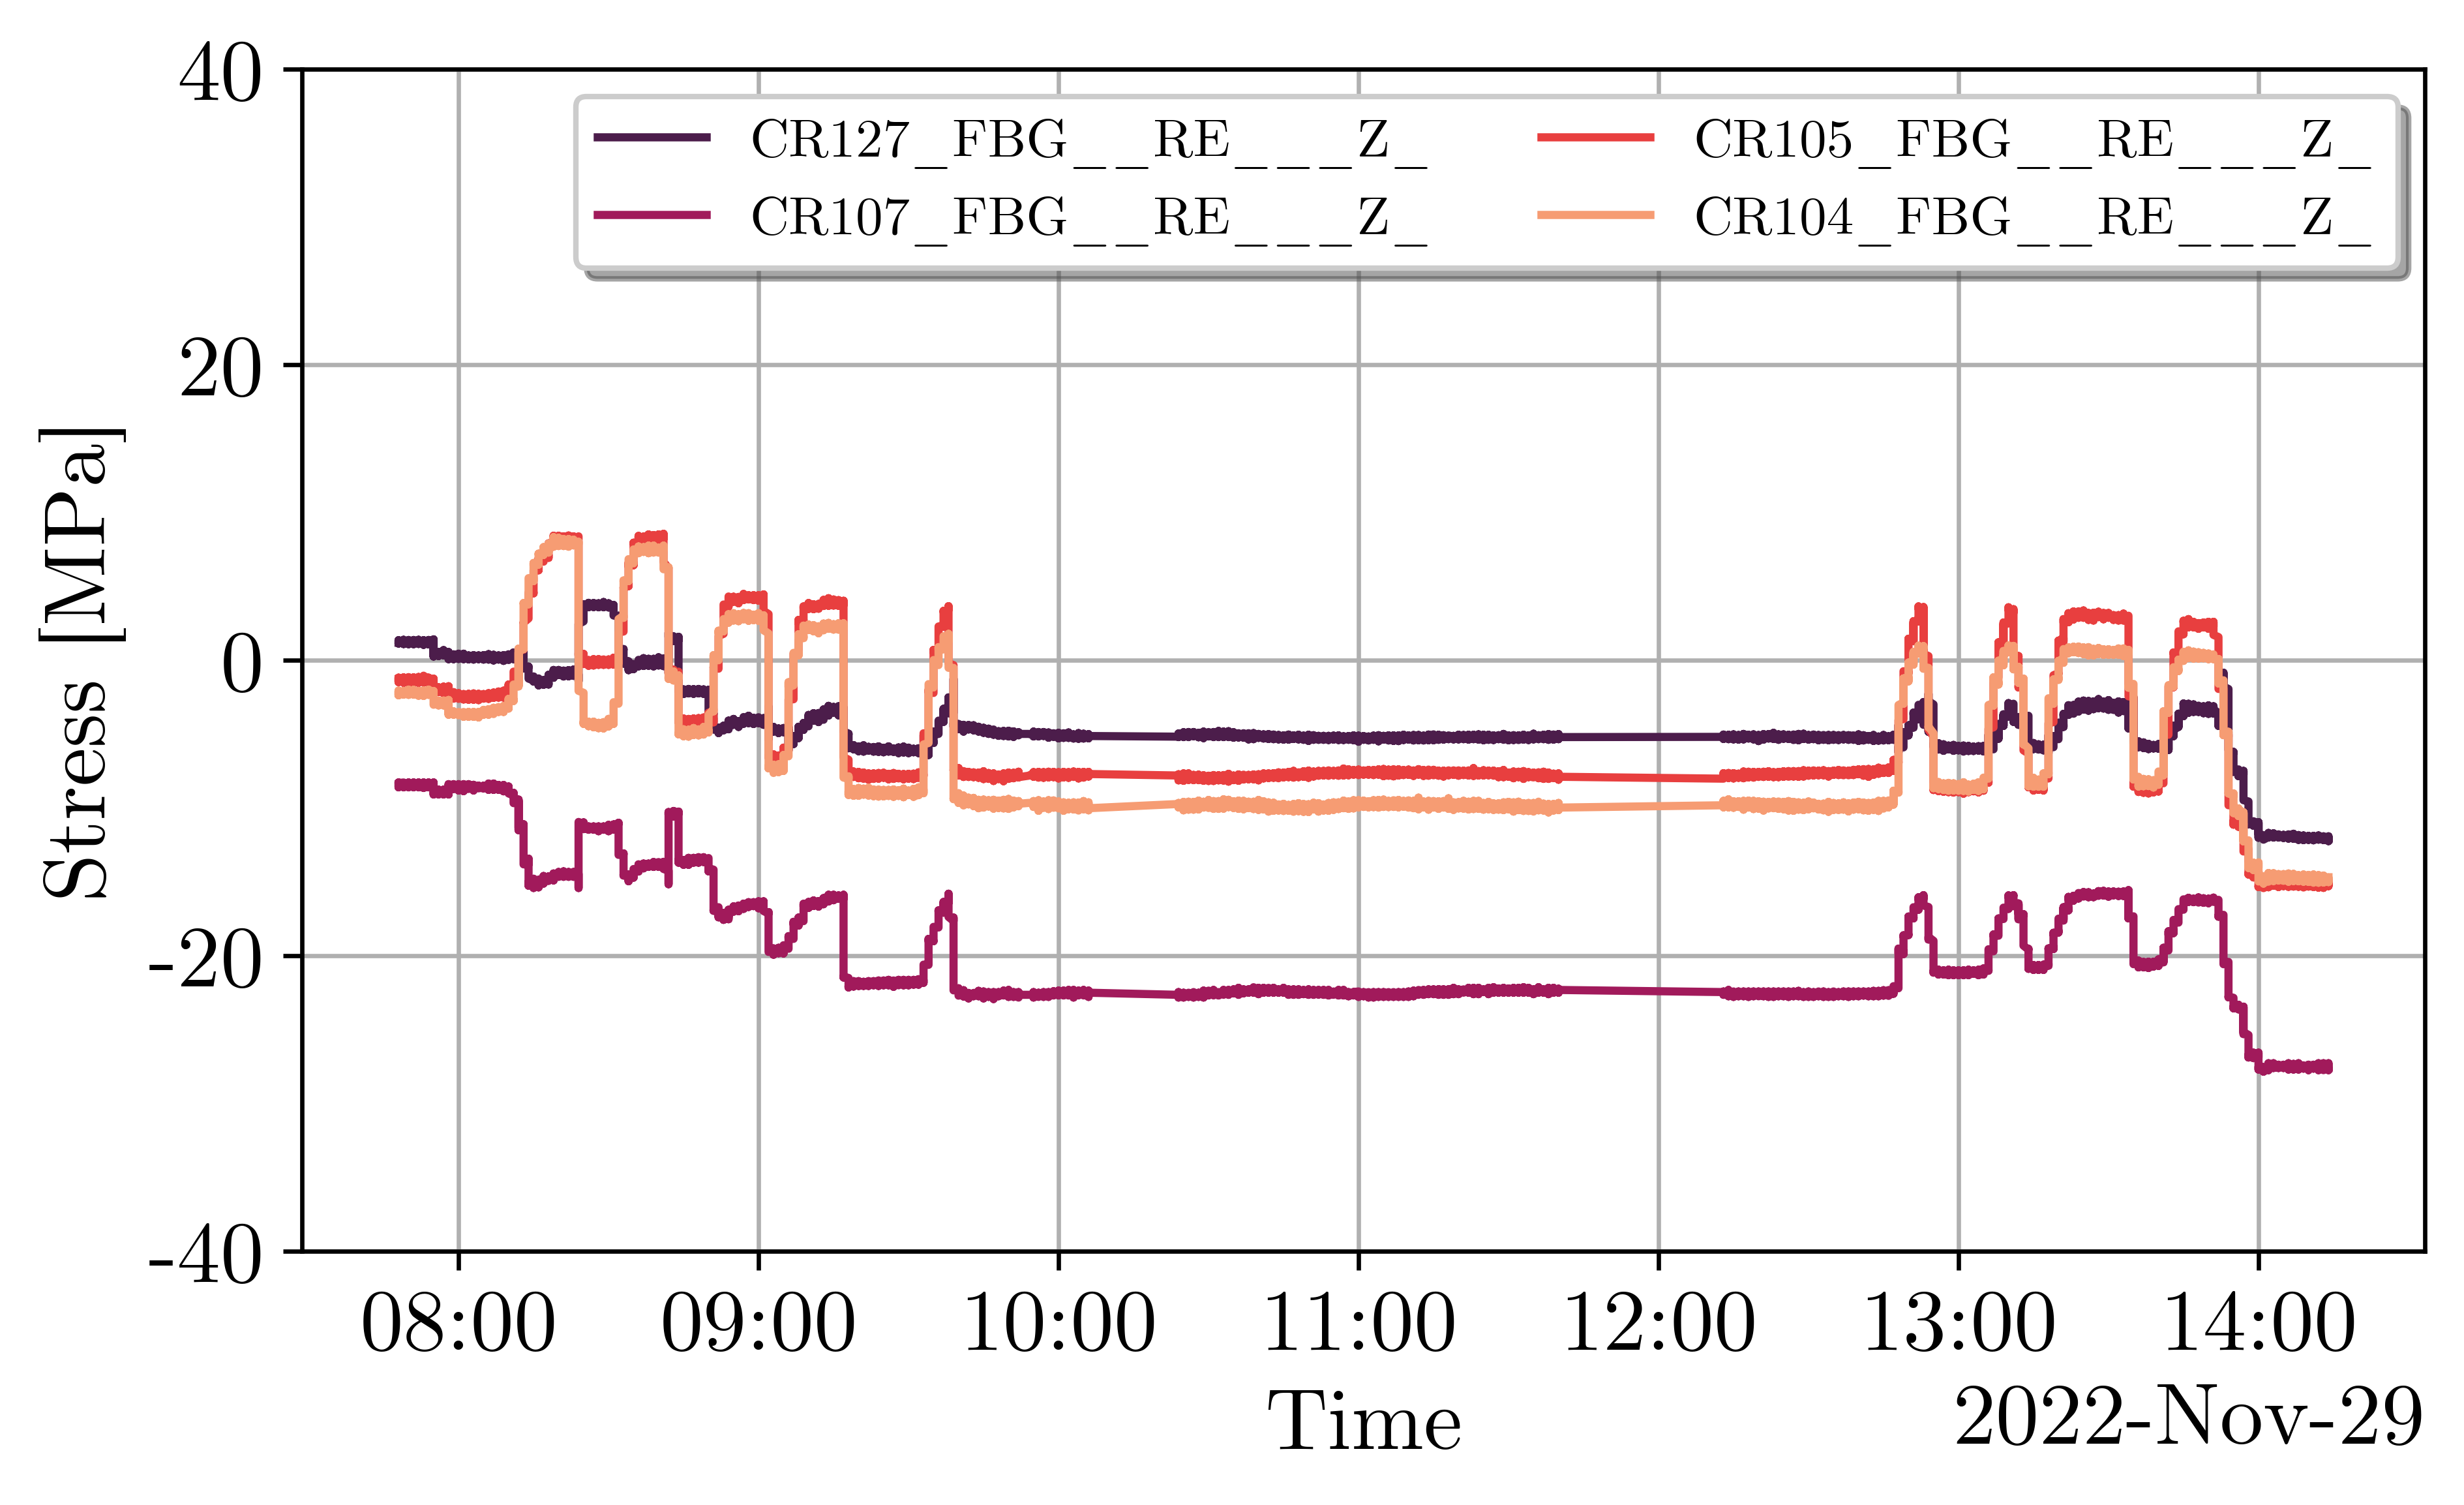 40
20
0
-20
-40
Stress [MPa]
CR127_FBG__RE___Z_
CR107_FBG__RE___Z_
CR105_FBG__RE___Z_
CR104_FBG__RE___Z_
08:00 09:00 10:00 11:00 12:00 13:00 14:00
Time
2022-Nov-29